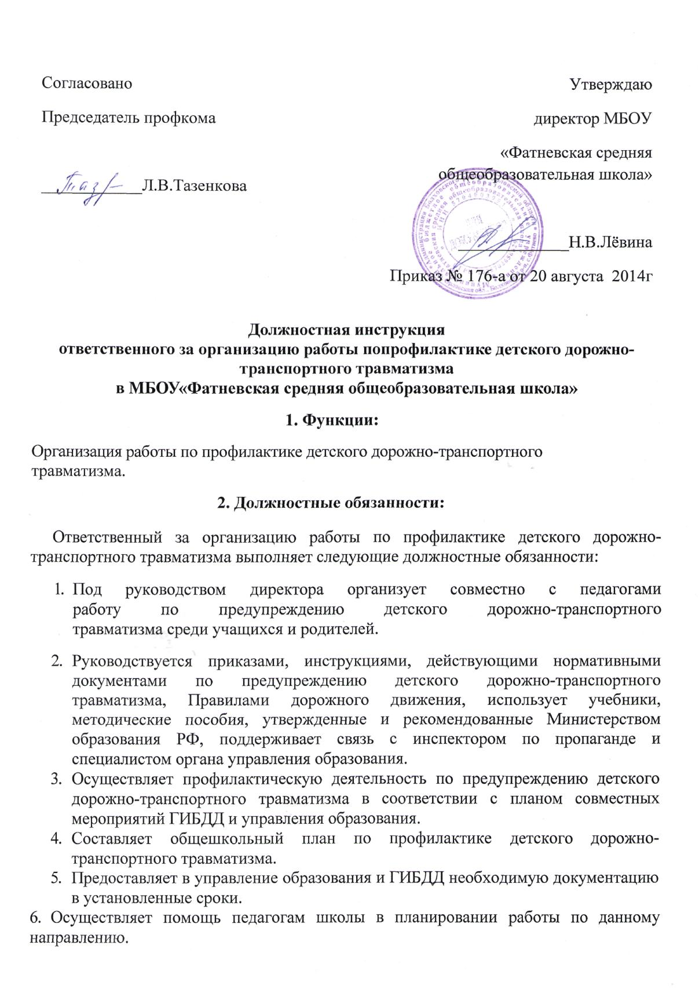 Согласовано
Утверждаю
Председатель профкома
директор МБОУ
«Фатневская средняя
общеобразовательная школа»
______________Л.В.Тазенкова
______________Н.В.Лёвина
Приказ № 176-а от 20 августа 2014г
Должностная инструкция
ответственного за организацию работы попрофилактике детского дорожно-
транспортного травматизма
в МБОУ«Фатневская средняя общеобразовательная школа»
1. Функции:
Организация работы по профилактике детского дорожно-транспортного
травматизма.
2. Должностные обязанности:
Ответственный за организацию работы по профилактике детского дорожно-
транспортного травматизма выполняет следующие должностные обязанности:
1. Под руководством директора организует совместно с педагогами
работу по предупреждению детского дорожно-транспортного
травматизма среди учащихся и родителей.
2. Руководствуется приказами, инструкциями, действующими нормативными
документами по предупреждению детского дорожно-транспортного
травматизма, Правилами дорожного движения, использует учебники,
методические пособия, утвержденные и рекомендованные Министерством
образования РФ, поддерживает связь с инспектором по пропаганде и
специалистом органа управления образования.
3. Осуществляет профилактическую деятельность по предупреждению детского
дорожно-транспортного травматизма в соответствии с планом совместных
мероприятий ГИБДД и управления образования.
4. Составляет общешкольный план по профилактике детского дорожно-
транспортного травматизма.
5. Предоставляет в управление образования и ГИБДД необходимую документацию
в установленные сроки.
6. Осуществляет помощь педагогам школы в планировании работы по данному
направлению.